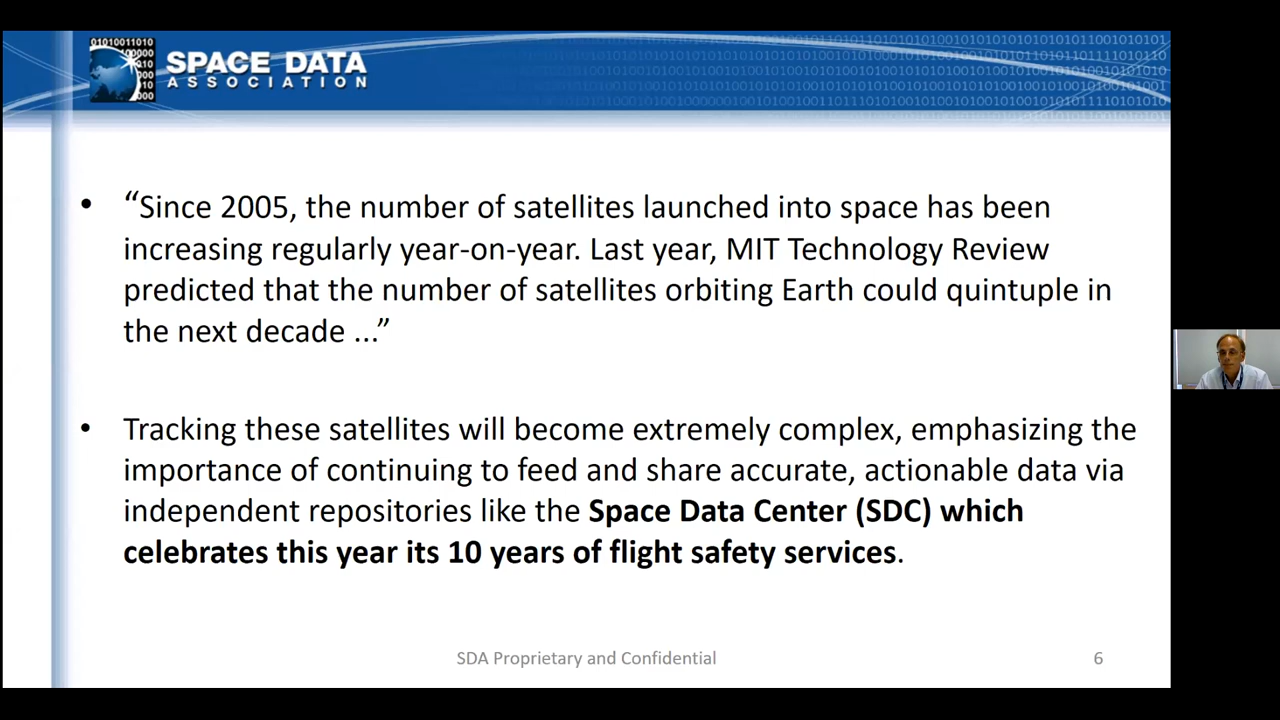 SPACE DATA
ASSOCIATION
• “Since 2005, the number of satellites launched into space has been
increasing regularly year-on-year. Last year, MIT Technology Review
predicted that the number of satellites orbiting Earth could quintuple in
the next decade ...”
• Tracking these satellites will become extremely complex, emphasizing the
importance of continuing to feed and share accurate, actionable data via
independent repositories like the Space Data Center (SDC) which
celebrates this year its 10 years of flight safety services.
SDA Proprietary and Confidential
6